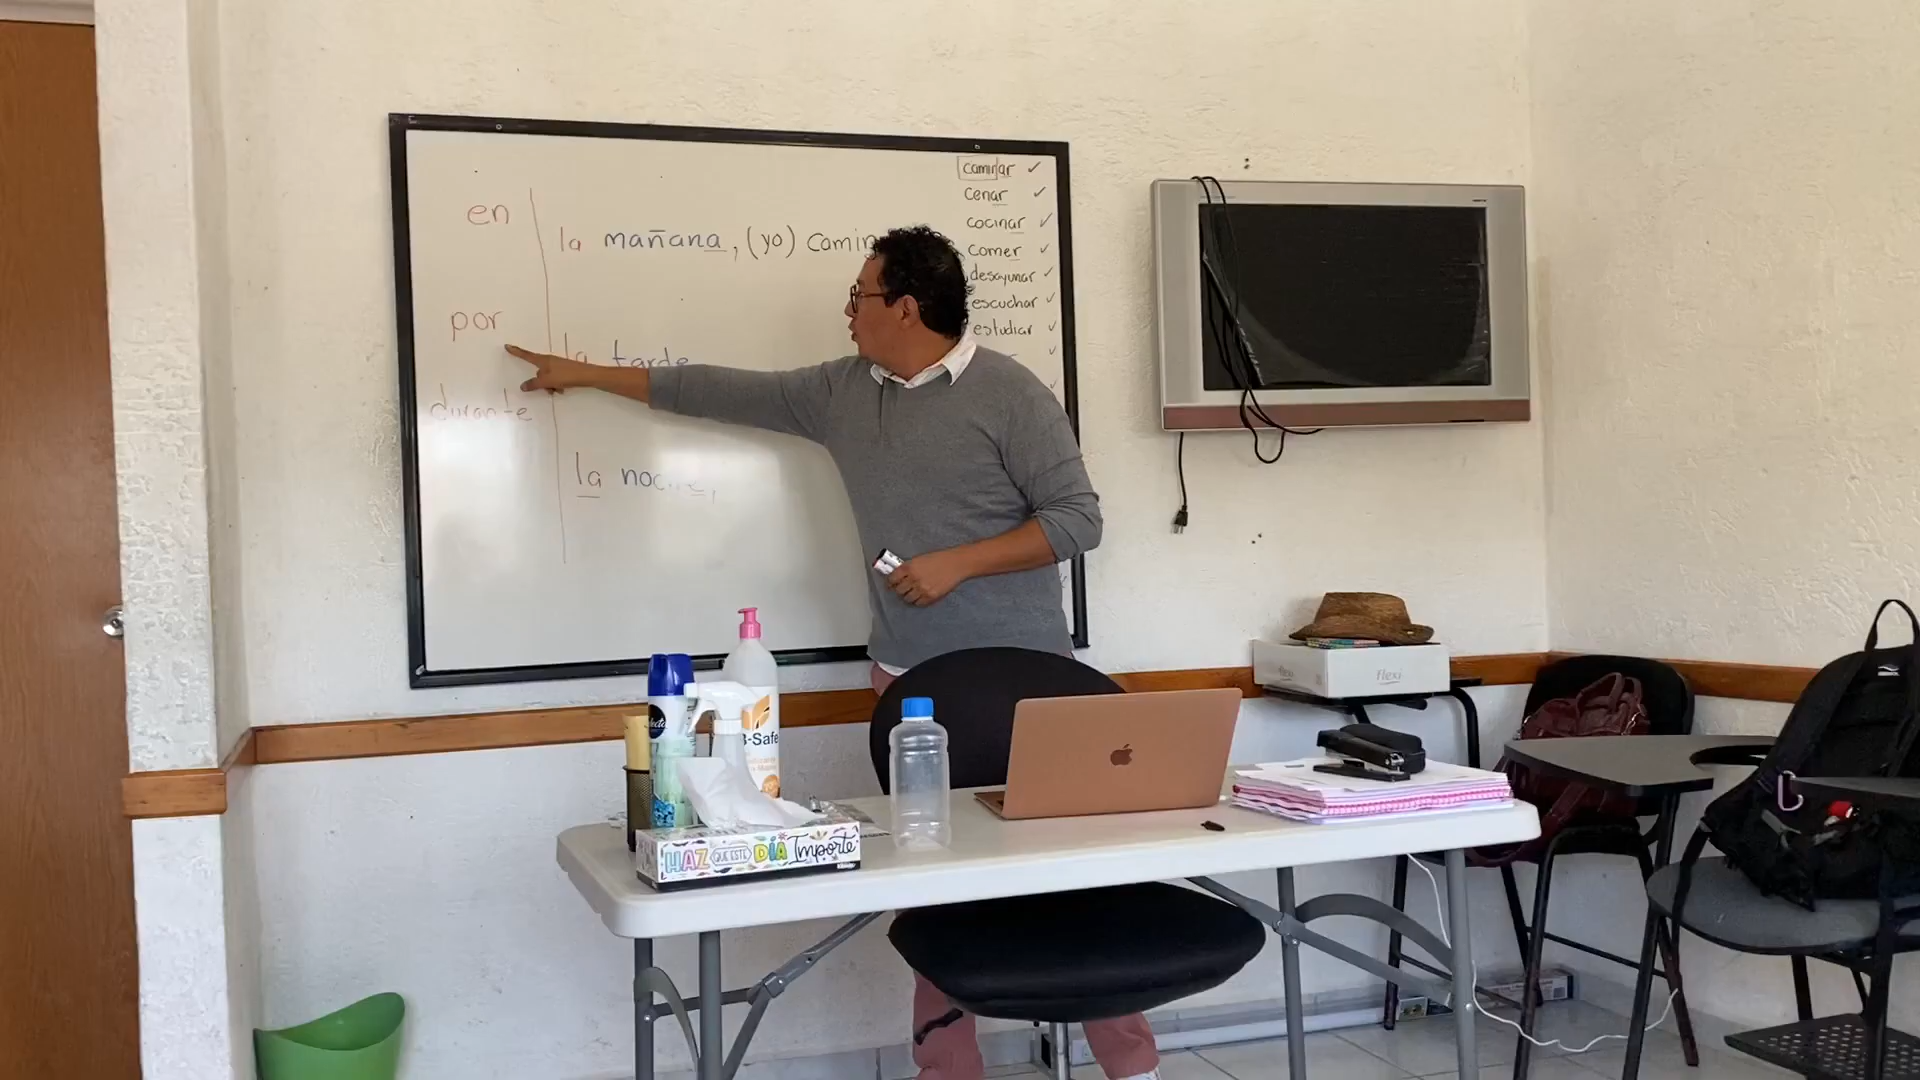 en
la mañana, (yo) camin
por
la tarde
durante
la noche,
caminar ✓
cenar ✓
cocinar ✓
comer ✓
desayunar ✓
escuchar ✓
estudiar ✓
B-Safe
HAZ QUE ESTE DÍA Importe
flexi